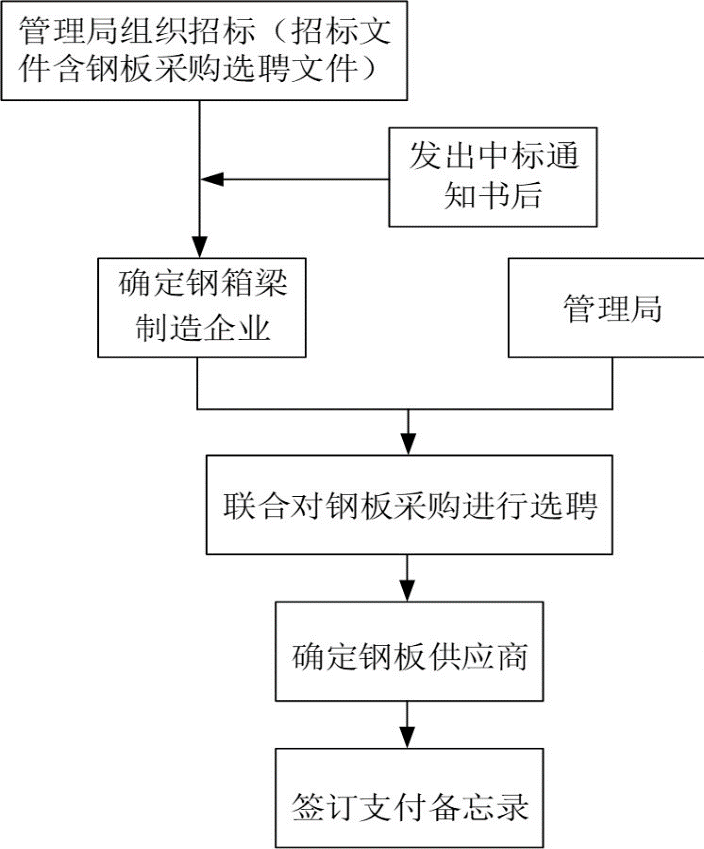 管理局组织招标（招标文
件含钢板采购选聘文件）
发出中标通
知书后
确定钢箱梁
制造企业
管理局
联合对钢板采购进行选聘
确定钢板供应商
签订支付备忘录